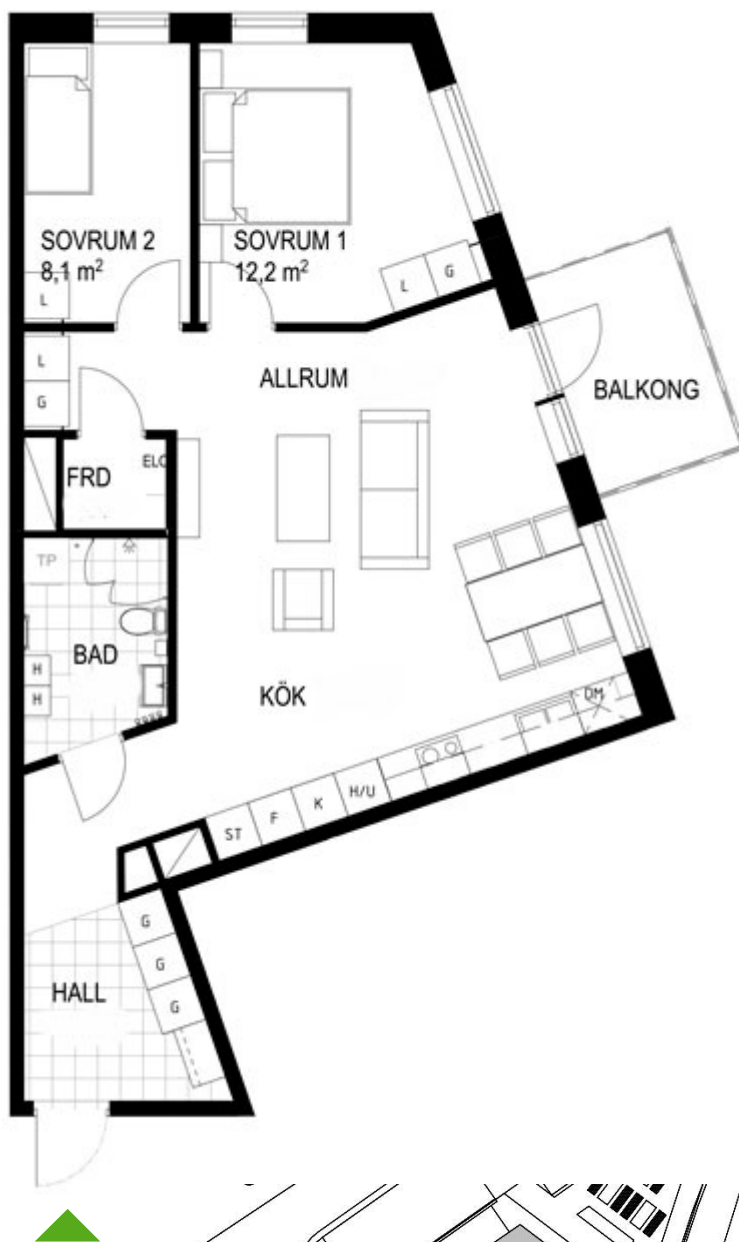 SOVRUM 2
8,1 m²
SOVRUM 1
12,2 m²
L
L
G
L
G
ALLRUM
BALKONG
FRD
ELC
TP
BAD
H
H
KÖK
DM
ST
F
K
H/U
G
G
G
HALL